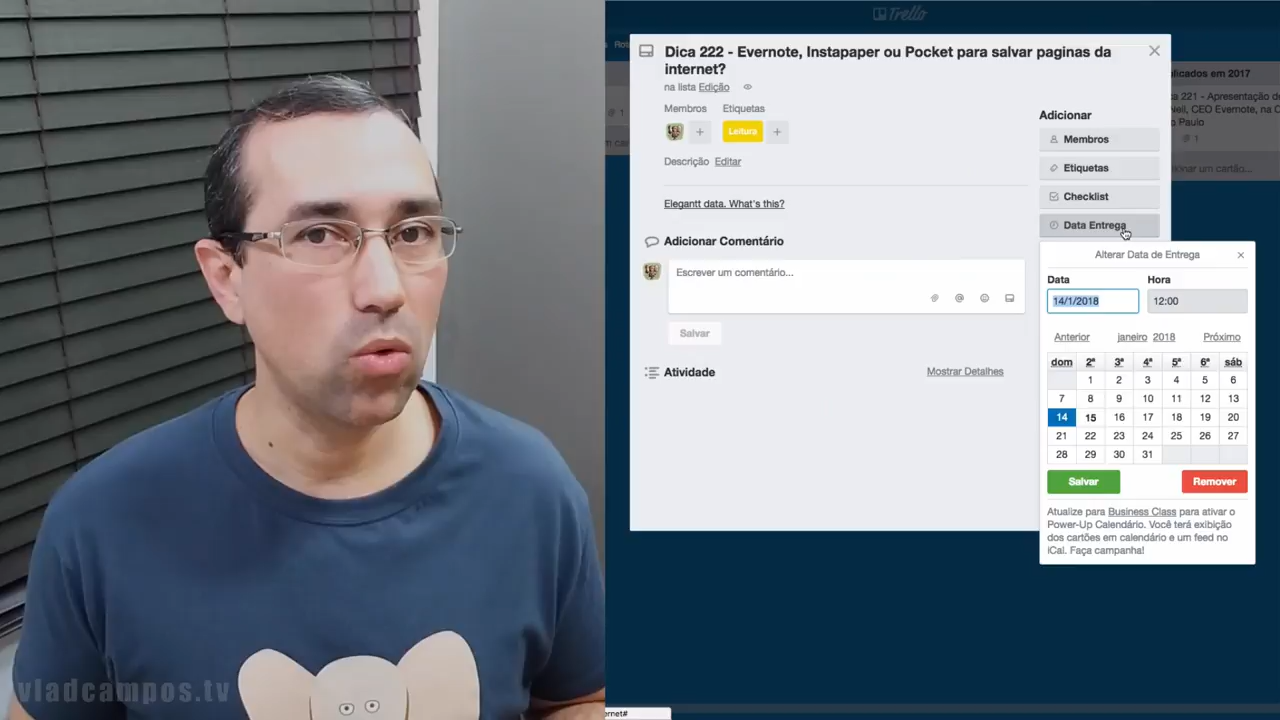 Trello
Dica 222 - Evernote, Instapaper ou Pocket para salvar paginas da
internet?
na lista Edição
Membros Etiquetas
Leitura
Descrição Editar
Elegantt data. What's this?
Adicionar Comentário
Escrever um comentário...
Salvar
Atividade
Mostrar Detalhes
Adicionar
Membros
Etiquetas
Checklist
Data Entrega
Alterar Data de Entrega
Data Hora
14/1/2018 12:00
Anterior janeiro 2018 Próximo
dom 2ª 3ª 4ª 5ª 6ª sáb
1 2 3 4 5 6
7 8 9 10 11 12 13
14 15 16 17 18 19 20
21 22 23 24 25 26 27
28 29 30 31
Salvar Remover
Atualize para Business Class para ativar o
Power-Up Calendário. Você terá exibição
dos cartões em calendário e um feed no
iCal. Faça campanha!
licados em 2017
a 221 - Apresentação de
Neil, CEO Evernote, na C
Paulo
1
inar um cartão...
1
ernet#
vladcampos.tv